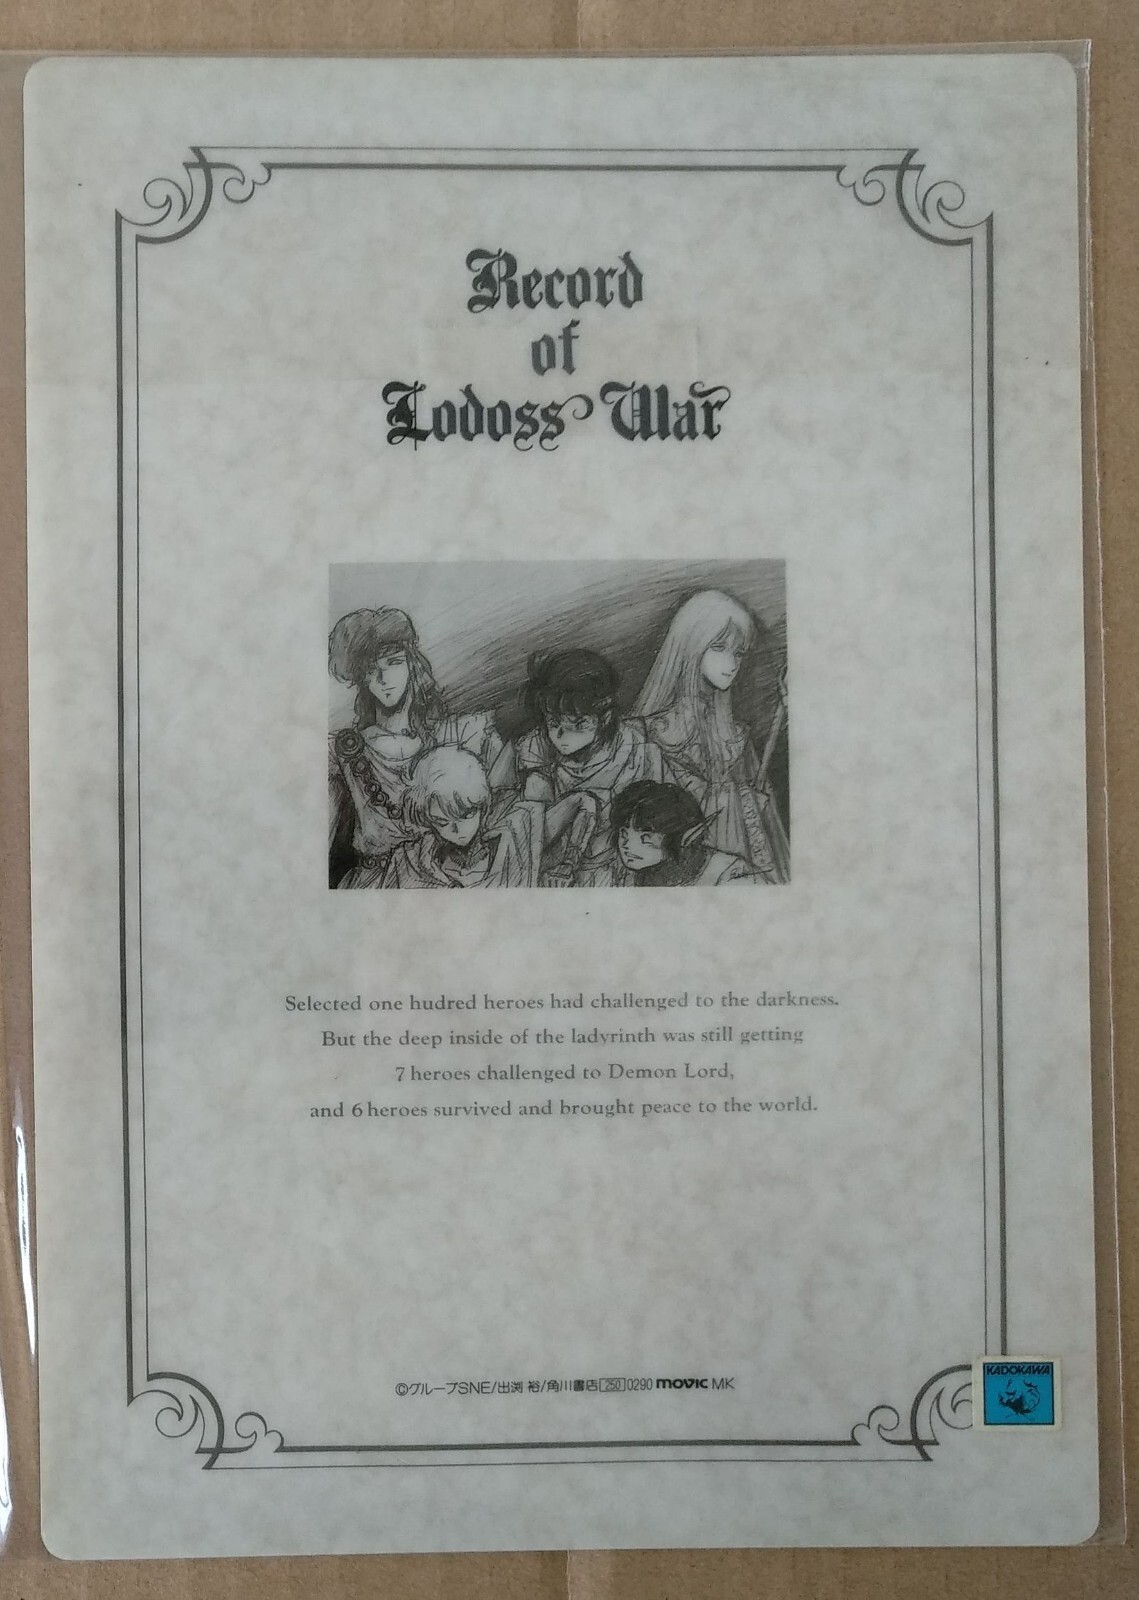 Record
of
Lodoss War
Selected one hudred heroes had challenged to the darkness.
But the deep inside of the ladyrinth was still getting
7 heroes challenged to Demon Lord,
and 6 heroes survived and brought peace to the world.
©グループSNE/出渕 裕/角川書店 250 0290 movic MK
KADOKAWA